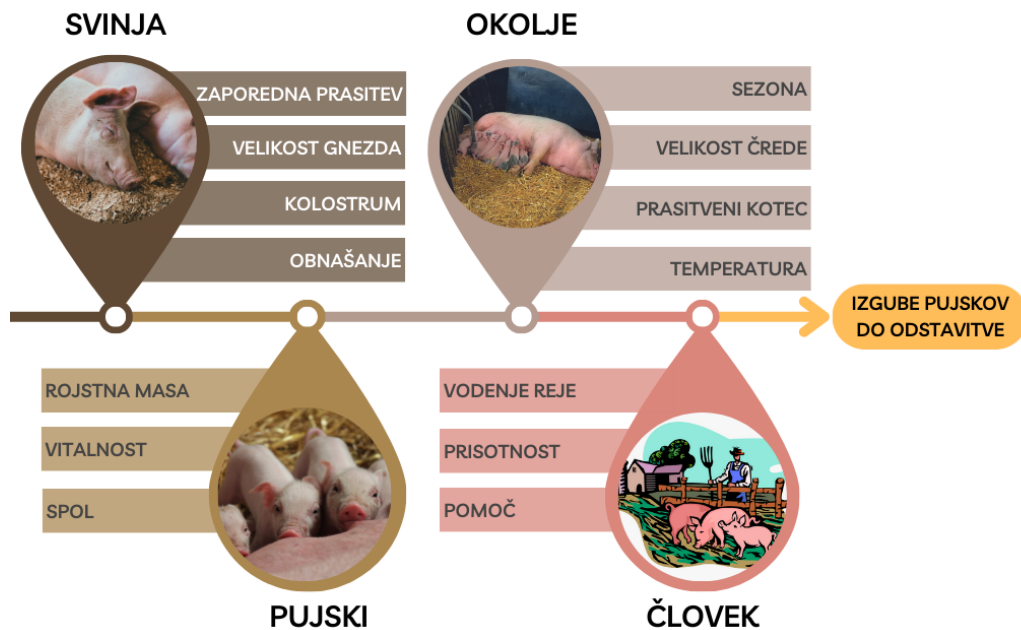 SVINJA
ZAPOREDNA PRASITEV
VELIKOST GNEZDA
KOLOSTRUM
OBNAŠANJE
OKOLJE
SEZONA
VELIKOST ČREDE
PRASITVENI KOTEC
TEMPERATURA
IZGUBE PUJSKOV
DO ODSTAVITVE
ROJSTNA MASA
VITALNOST
SPOL
PUJSKI
VODENJE REJE
PRISOTNOST
POMOČ
ČLOVEK